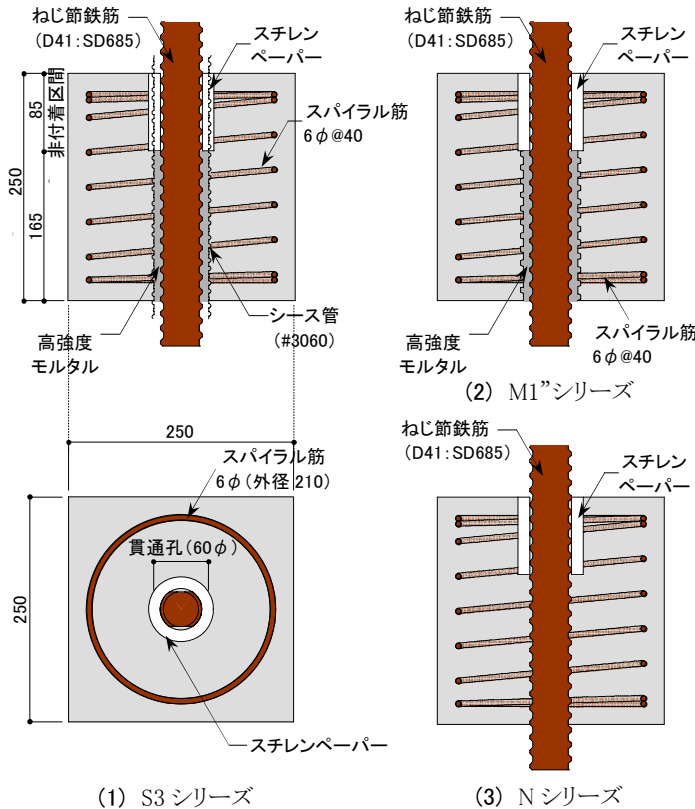 ねじ節鉄筋
(D41:SD685)
スチレン
ペーパー
スパイラル筋
6φ@40
250
85
非付着区間
165
シース管
(#3060)
高強度
モルタル
ねじ節鉄筋
(D41:SD685)
スチレン
ペーパー
スパイラル筋
6φ@40
高強度
モルタル
(2) M1”シリーズ
250
スパイラル筋
6φ(外径 210)
貫通孔(60φ)
250
スチレンペーパー
(1) S3 シリーズ
ねじ節鉄筋
(D41:SD685)
スチレン
ペーパー
(3) N シリーズ